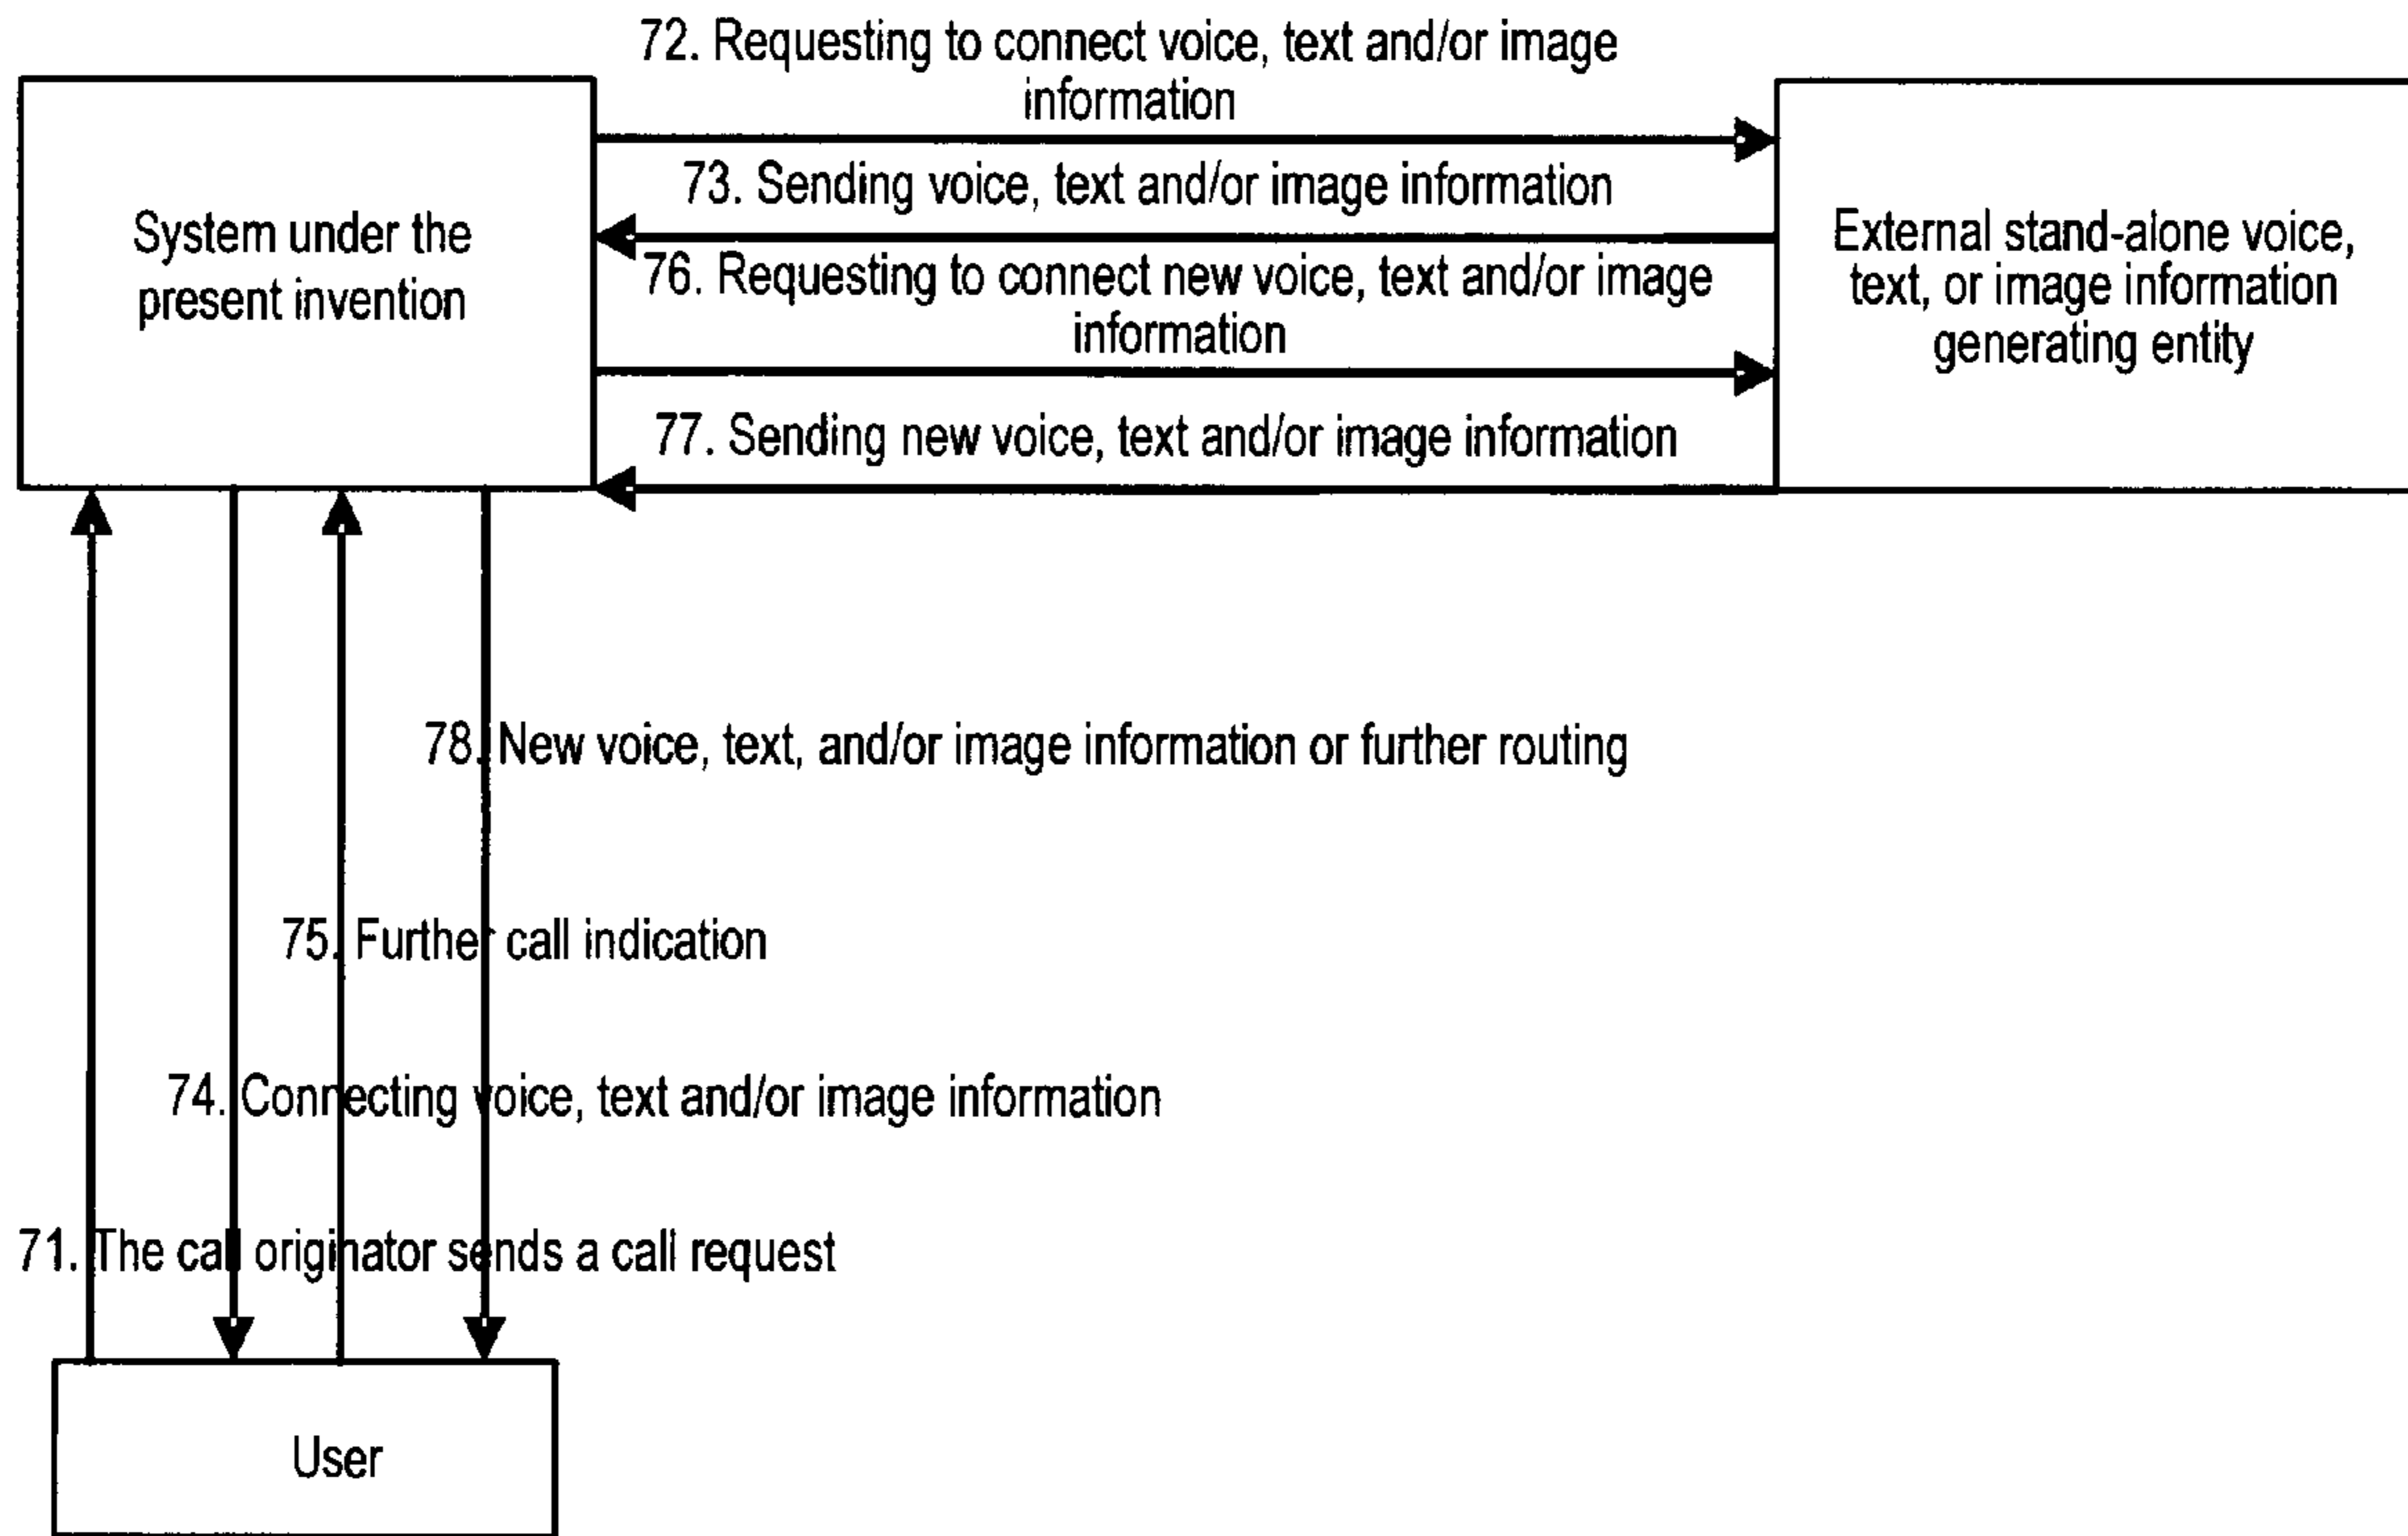 72. Requesting to connect voice, text and/or image
information
73. Sending voice, text and/or image information
System under the
present invention
External stand-alone voice,
text, or image information
generating entity
76. Requesting to connect new voice, text and/or image
information
77. Sending new voice, text and/or image information
78. New voice, text, and/or image information or further routing
75. Further call indication
74. Connecting voice, text and/or image information
71. The call originator sends a call request
User